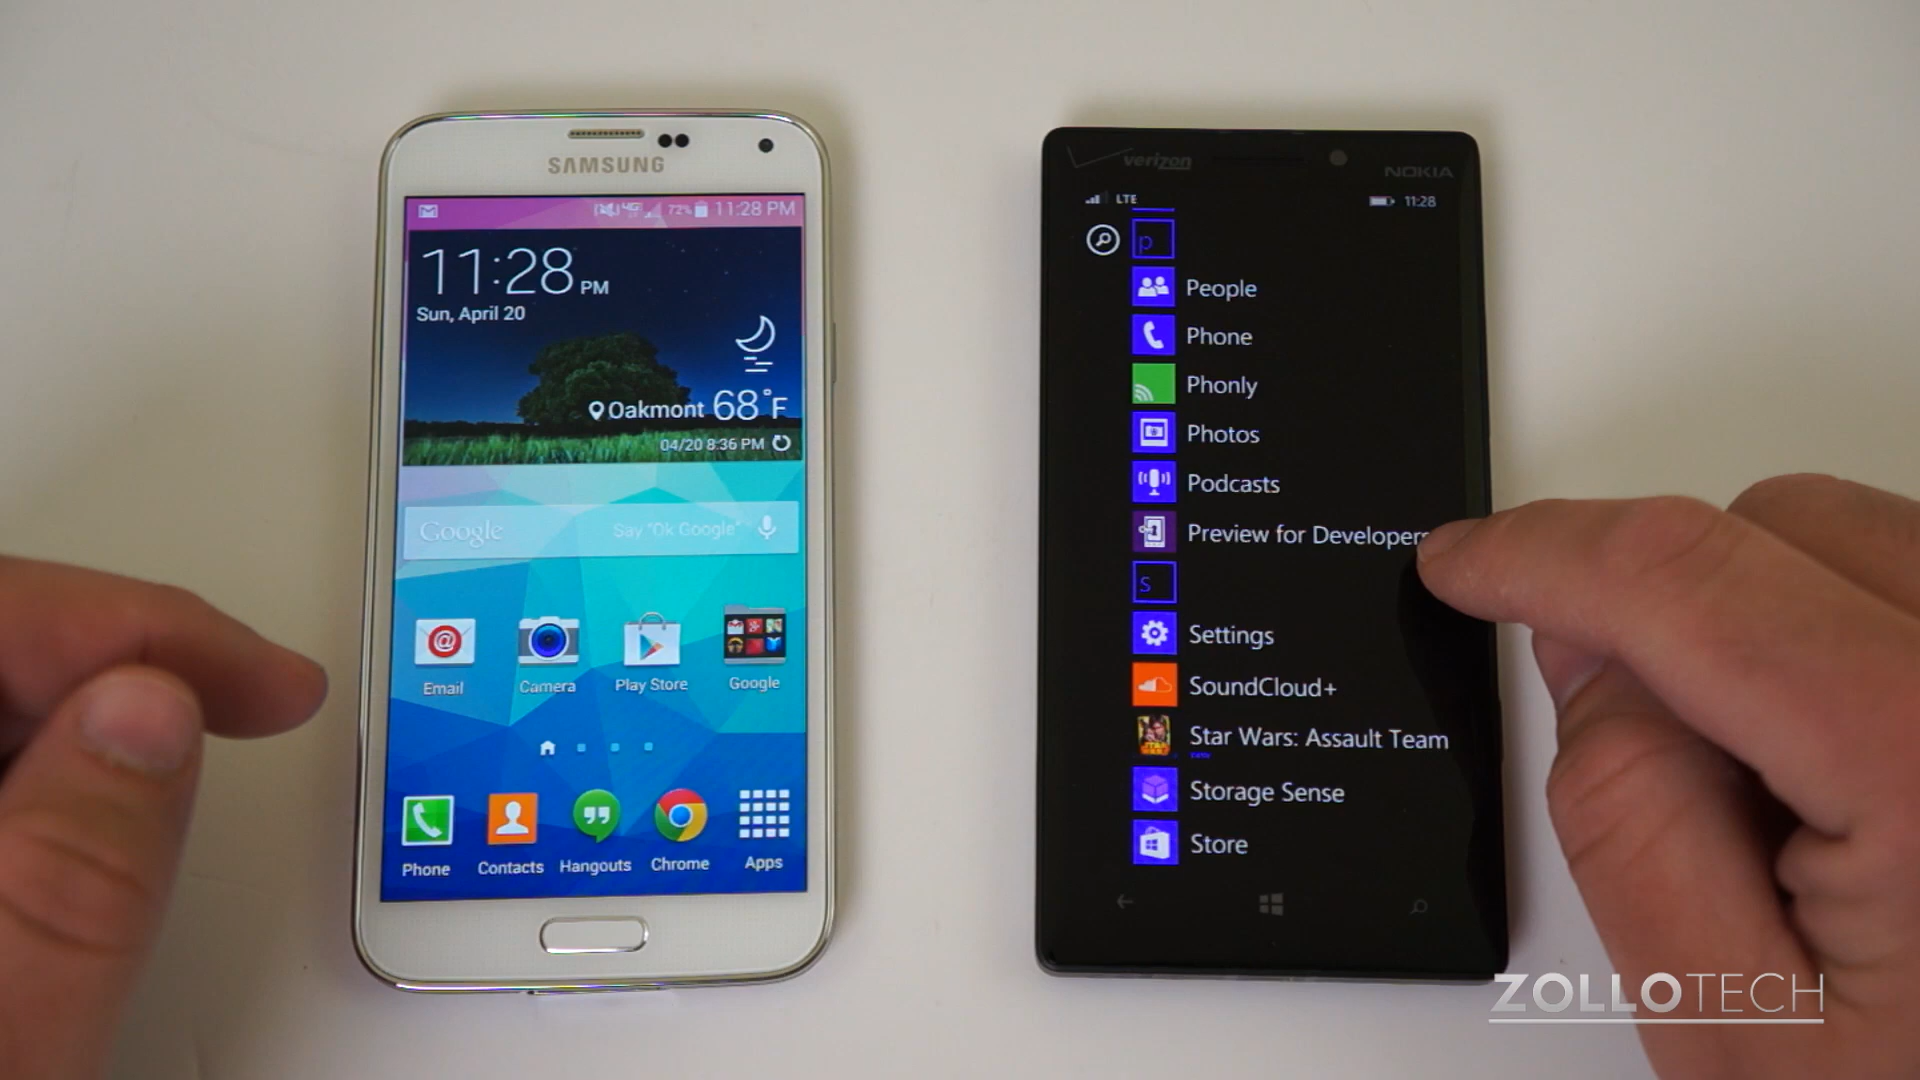 SAMSUNG
4G 72% 11:28 PM
11:28 PM
Sun, April 20
Oakmont 68°F
04/20 8:36 PM
Google Say "Ok Google"
Email Camera Play Store Google
Phone Contacts Hangouts Chrome Apps
verizon NOKIA
LTE 11:28
p
People
Phone
Phonly
Photos
Podcasts
Preview for Developers
s
Settings
SoundCloud+
Star Wars: Assault Team
new
Storage Sense
Store
ZOLLOTECH